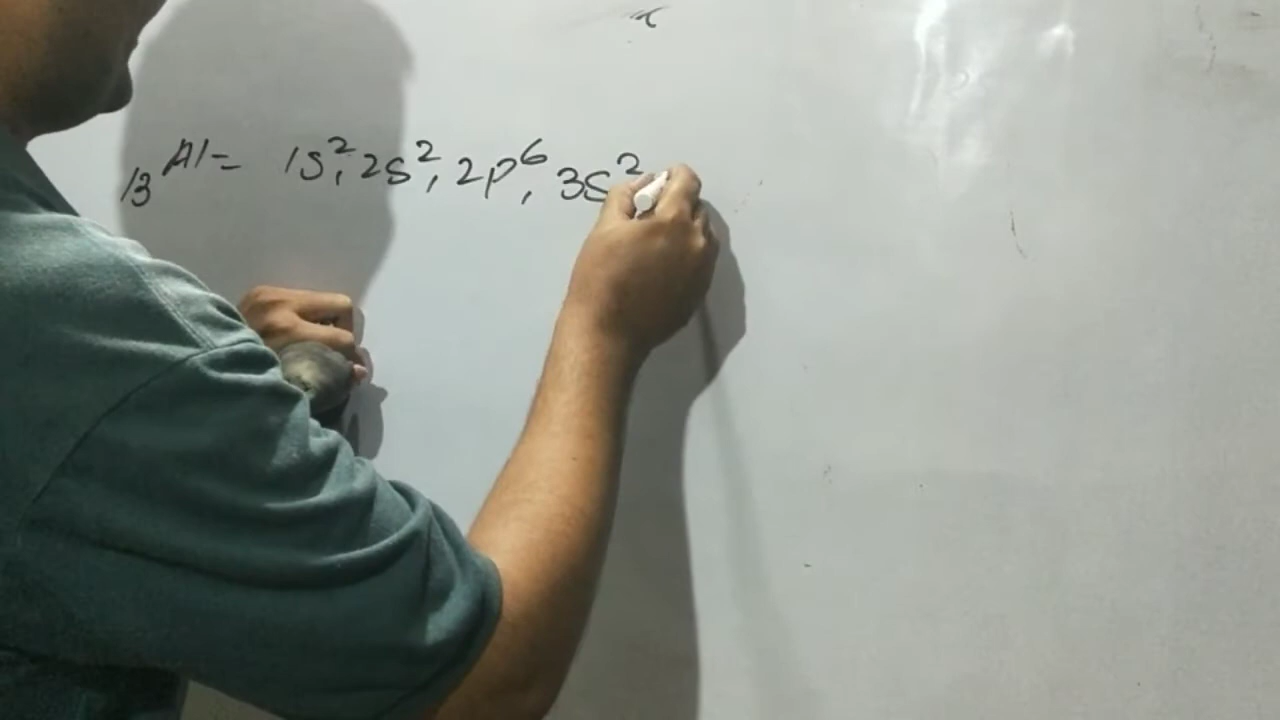 ₁₃Al = 1s², 2s², 2p⁶, 3s²